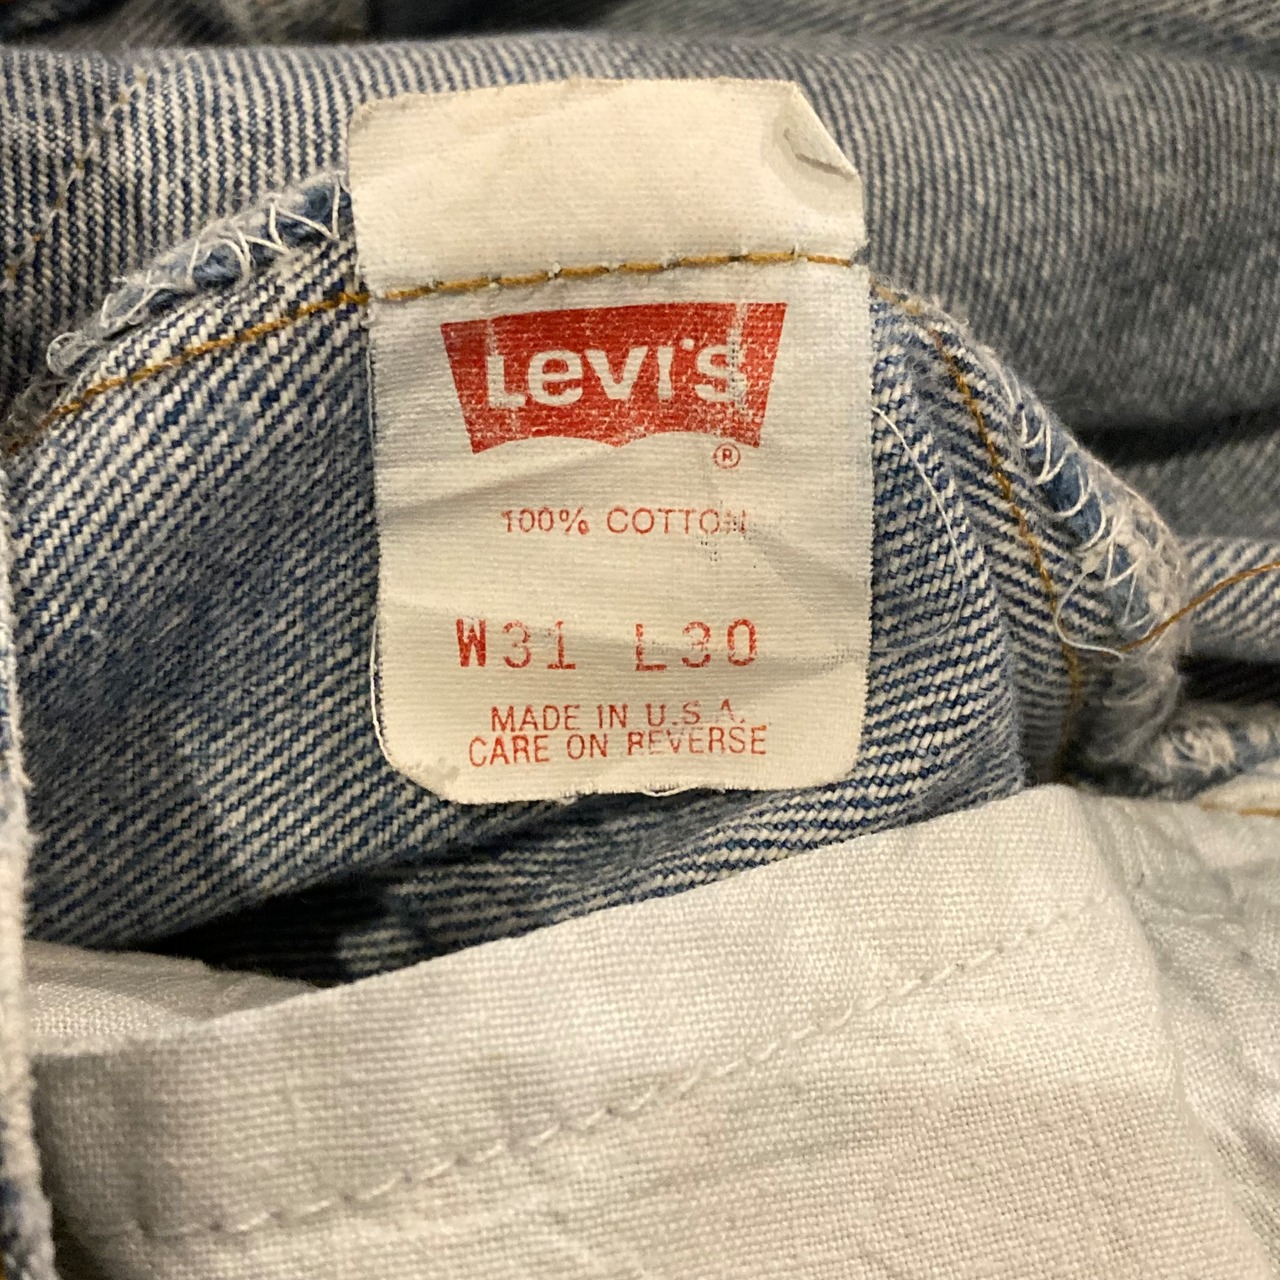 Levi's
®
100% COTTON
W31 L30
MADE IN U.S.A.
CARE ON REVERSE